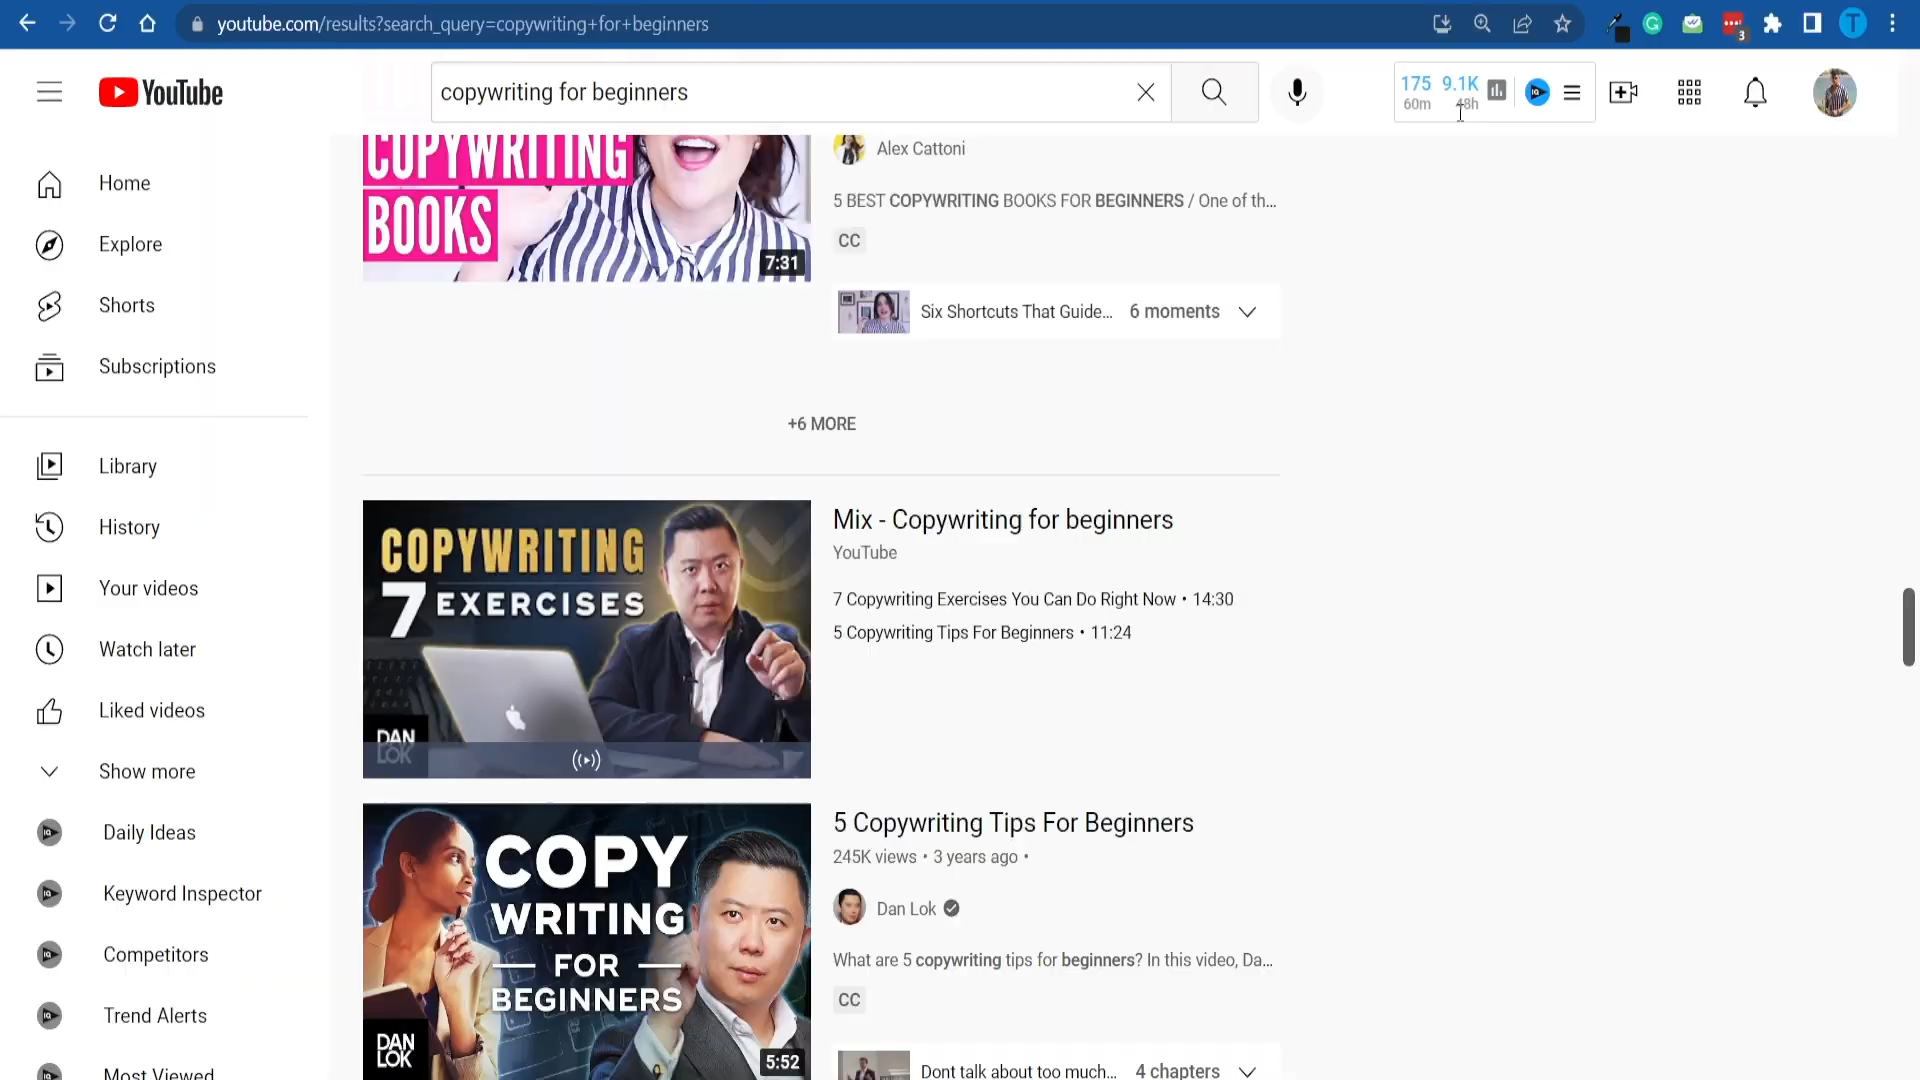 youtube.com/results?search_query=copywriting+for+beginners
3
T
YouTube
copywriting for beginners
175 9.1K
60m 48h
IQ
Home
Explore
Shorts
Subscriptions
Library
History
Your videos
Watch later
Liked videos
Show more
Daily Ideas
Keyword Inspector
Competitors
Trend Alerts
Most Viewed
COPYWRITING
BOOKS
7:31
Alex Cattoni
5 BEST COPYWRITING BOOKS FOR BEGINNERS / One of th...
CC
Six Shortcuts That Guide... 6 moments
+6 MORE
COPYWRITING
7 EXERCISES
DAN
LOK
Mix - Copywriting for beginners
YouTube
7 Copywriting Exercises You Can Do Right Now • 14:30
5 Copywriting Tips For Beginners • 11:24
COPY
WRITING
FOR
BEGINNERS
DAN
LOK
5:52
5 Copywriting Tips For Beginners
245K views • 3 years ago •
Dan Lok
What are 5 copywriting tips for beginners? In this video, Da...
CC
Dont talk about too much... 4 chapters